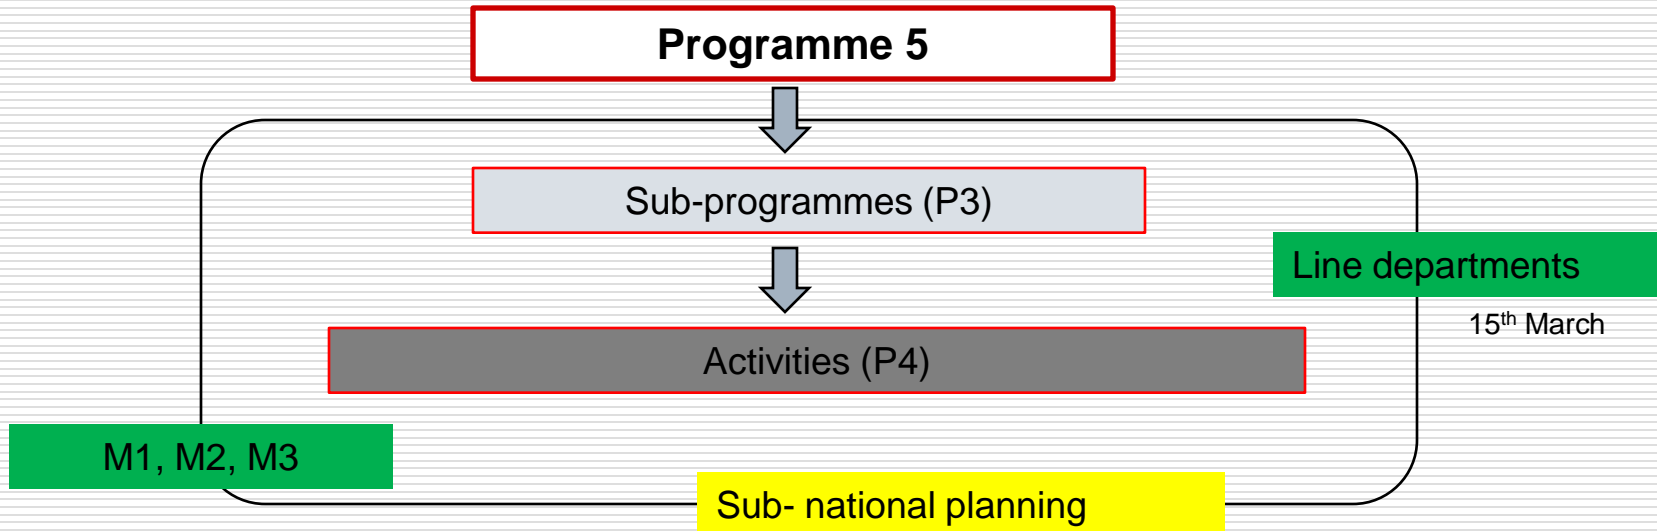 Programme 5
Sub-programmes (P3)
Line departments
15th March
Activities (P4)
M1, M2, M3
Sub- national planning